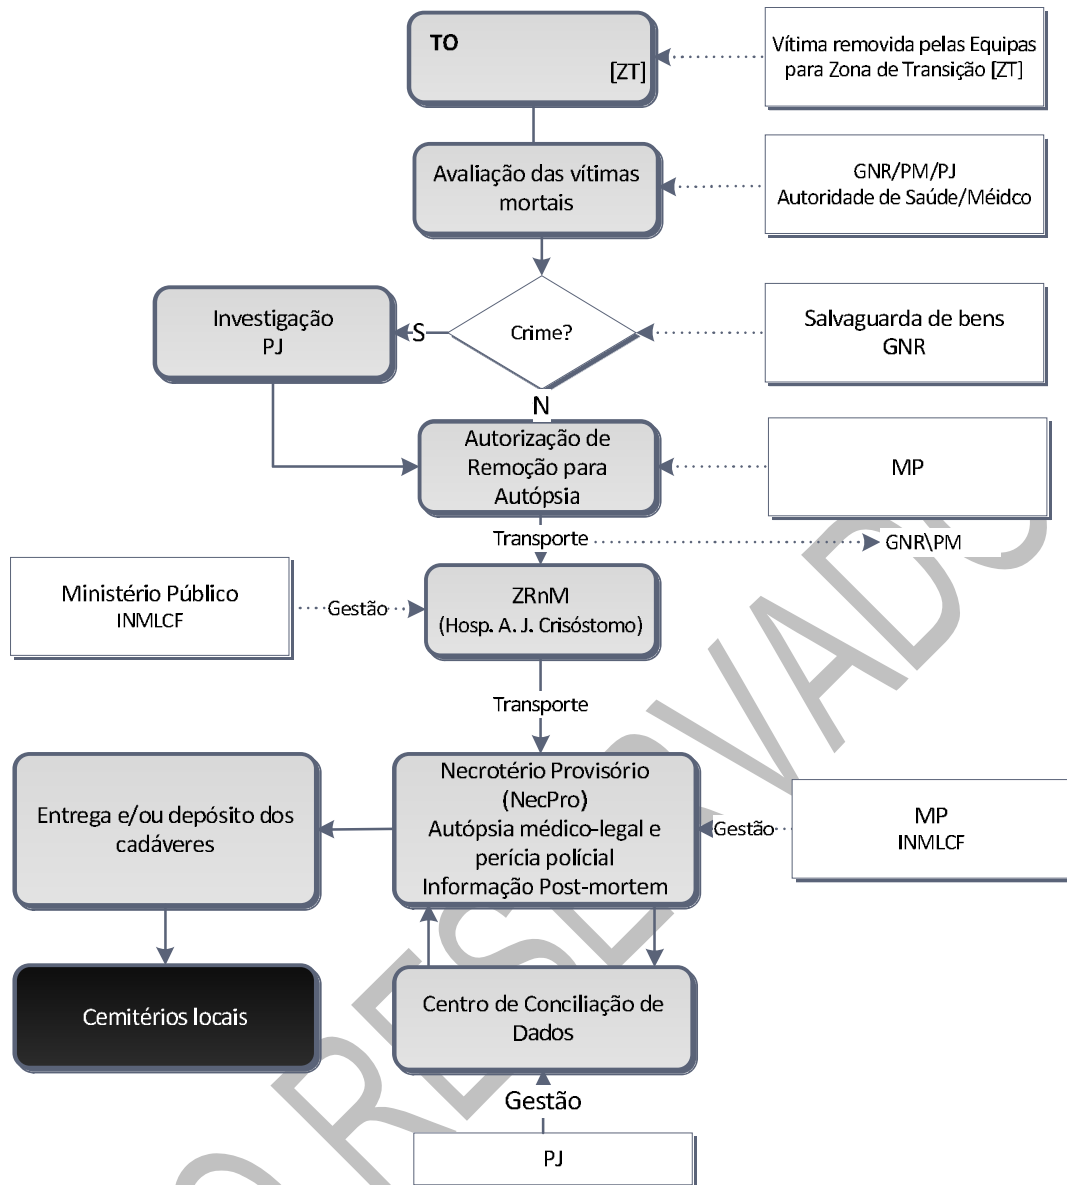 TO
[ZT]
Vítima removida pelas Equipas
para Zona de Transição [ZT]
Avaliação das vítimas
mortais
GNR/PM/PJ
Autoridade de Saúde/Méidco
Investigação
PJ
S
Crime?
Salvaguarda de bens
GNR
N
Autorização de
Remoção para
Autópsia
MP
Transporte
GNR\PM
Ministério Público
INMLCF
Gestão
ZRnM
(Hosp. A. J. Crisóstomo)
Transporte
Entrega e/ou depósito dos
cadáveres
Necrotério Provisório
(NecPro)
Autópsia médico-legal e
perícia polícial
Informação Post-mortem
Gestão
MP
INMLCF
Cemitérios locais
Centro de Conciliação de
Dados
Gestão
PJ
O RESERVADO